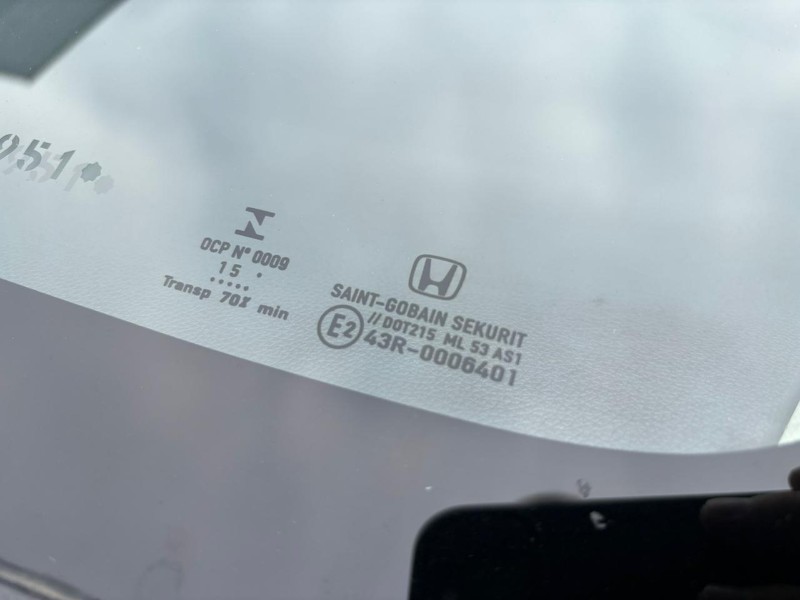 951
OCP N° 0009
15 .
.....
Transp 70% min
SAINT-GOBAIN SEKURIT
//DOT215 ML 53 AS1
E2
43R-0006401